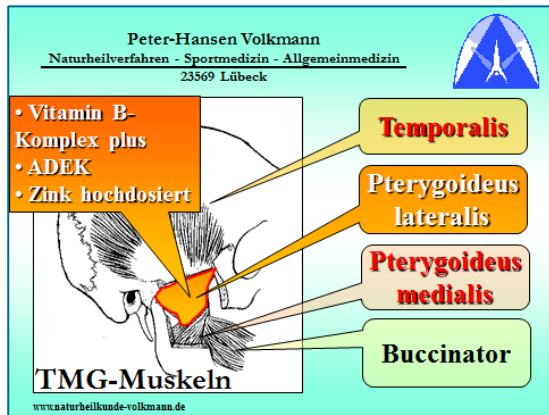 Peter-Hansen Volkmann
Naturheilverfahren - Sportmedizin - Allgemeinmedizin
23569 Lübeck
• Vitamin B-
Komplex plus
• ADEK
• Zink hochdosiert
Temporalis
Pterygoideus
lateralis
Pterygoideus
medialis
Buccinator
TMG-Muskeln
www.naturheilkunde-volkmann.de